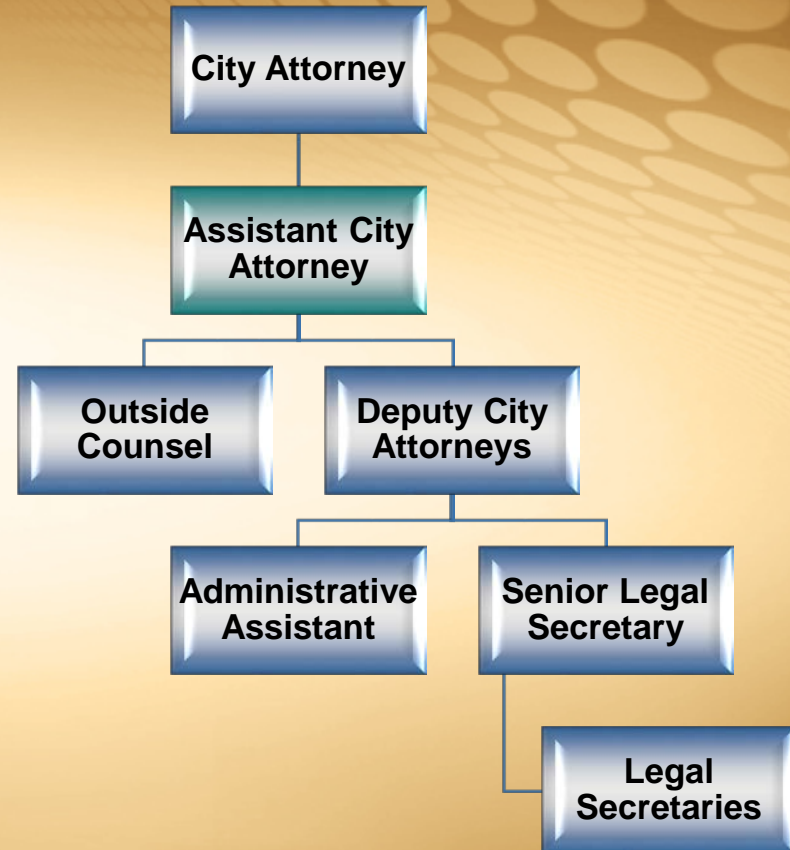 City Attorney
Assistant City
Attorney
Outside
Counsel
Deputy City
Attorneys
Administrative
Assistant
Senior Legal
Secretary
Legal
Secretaries